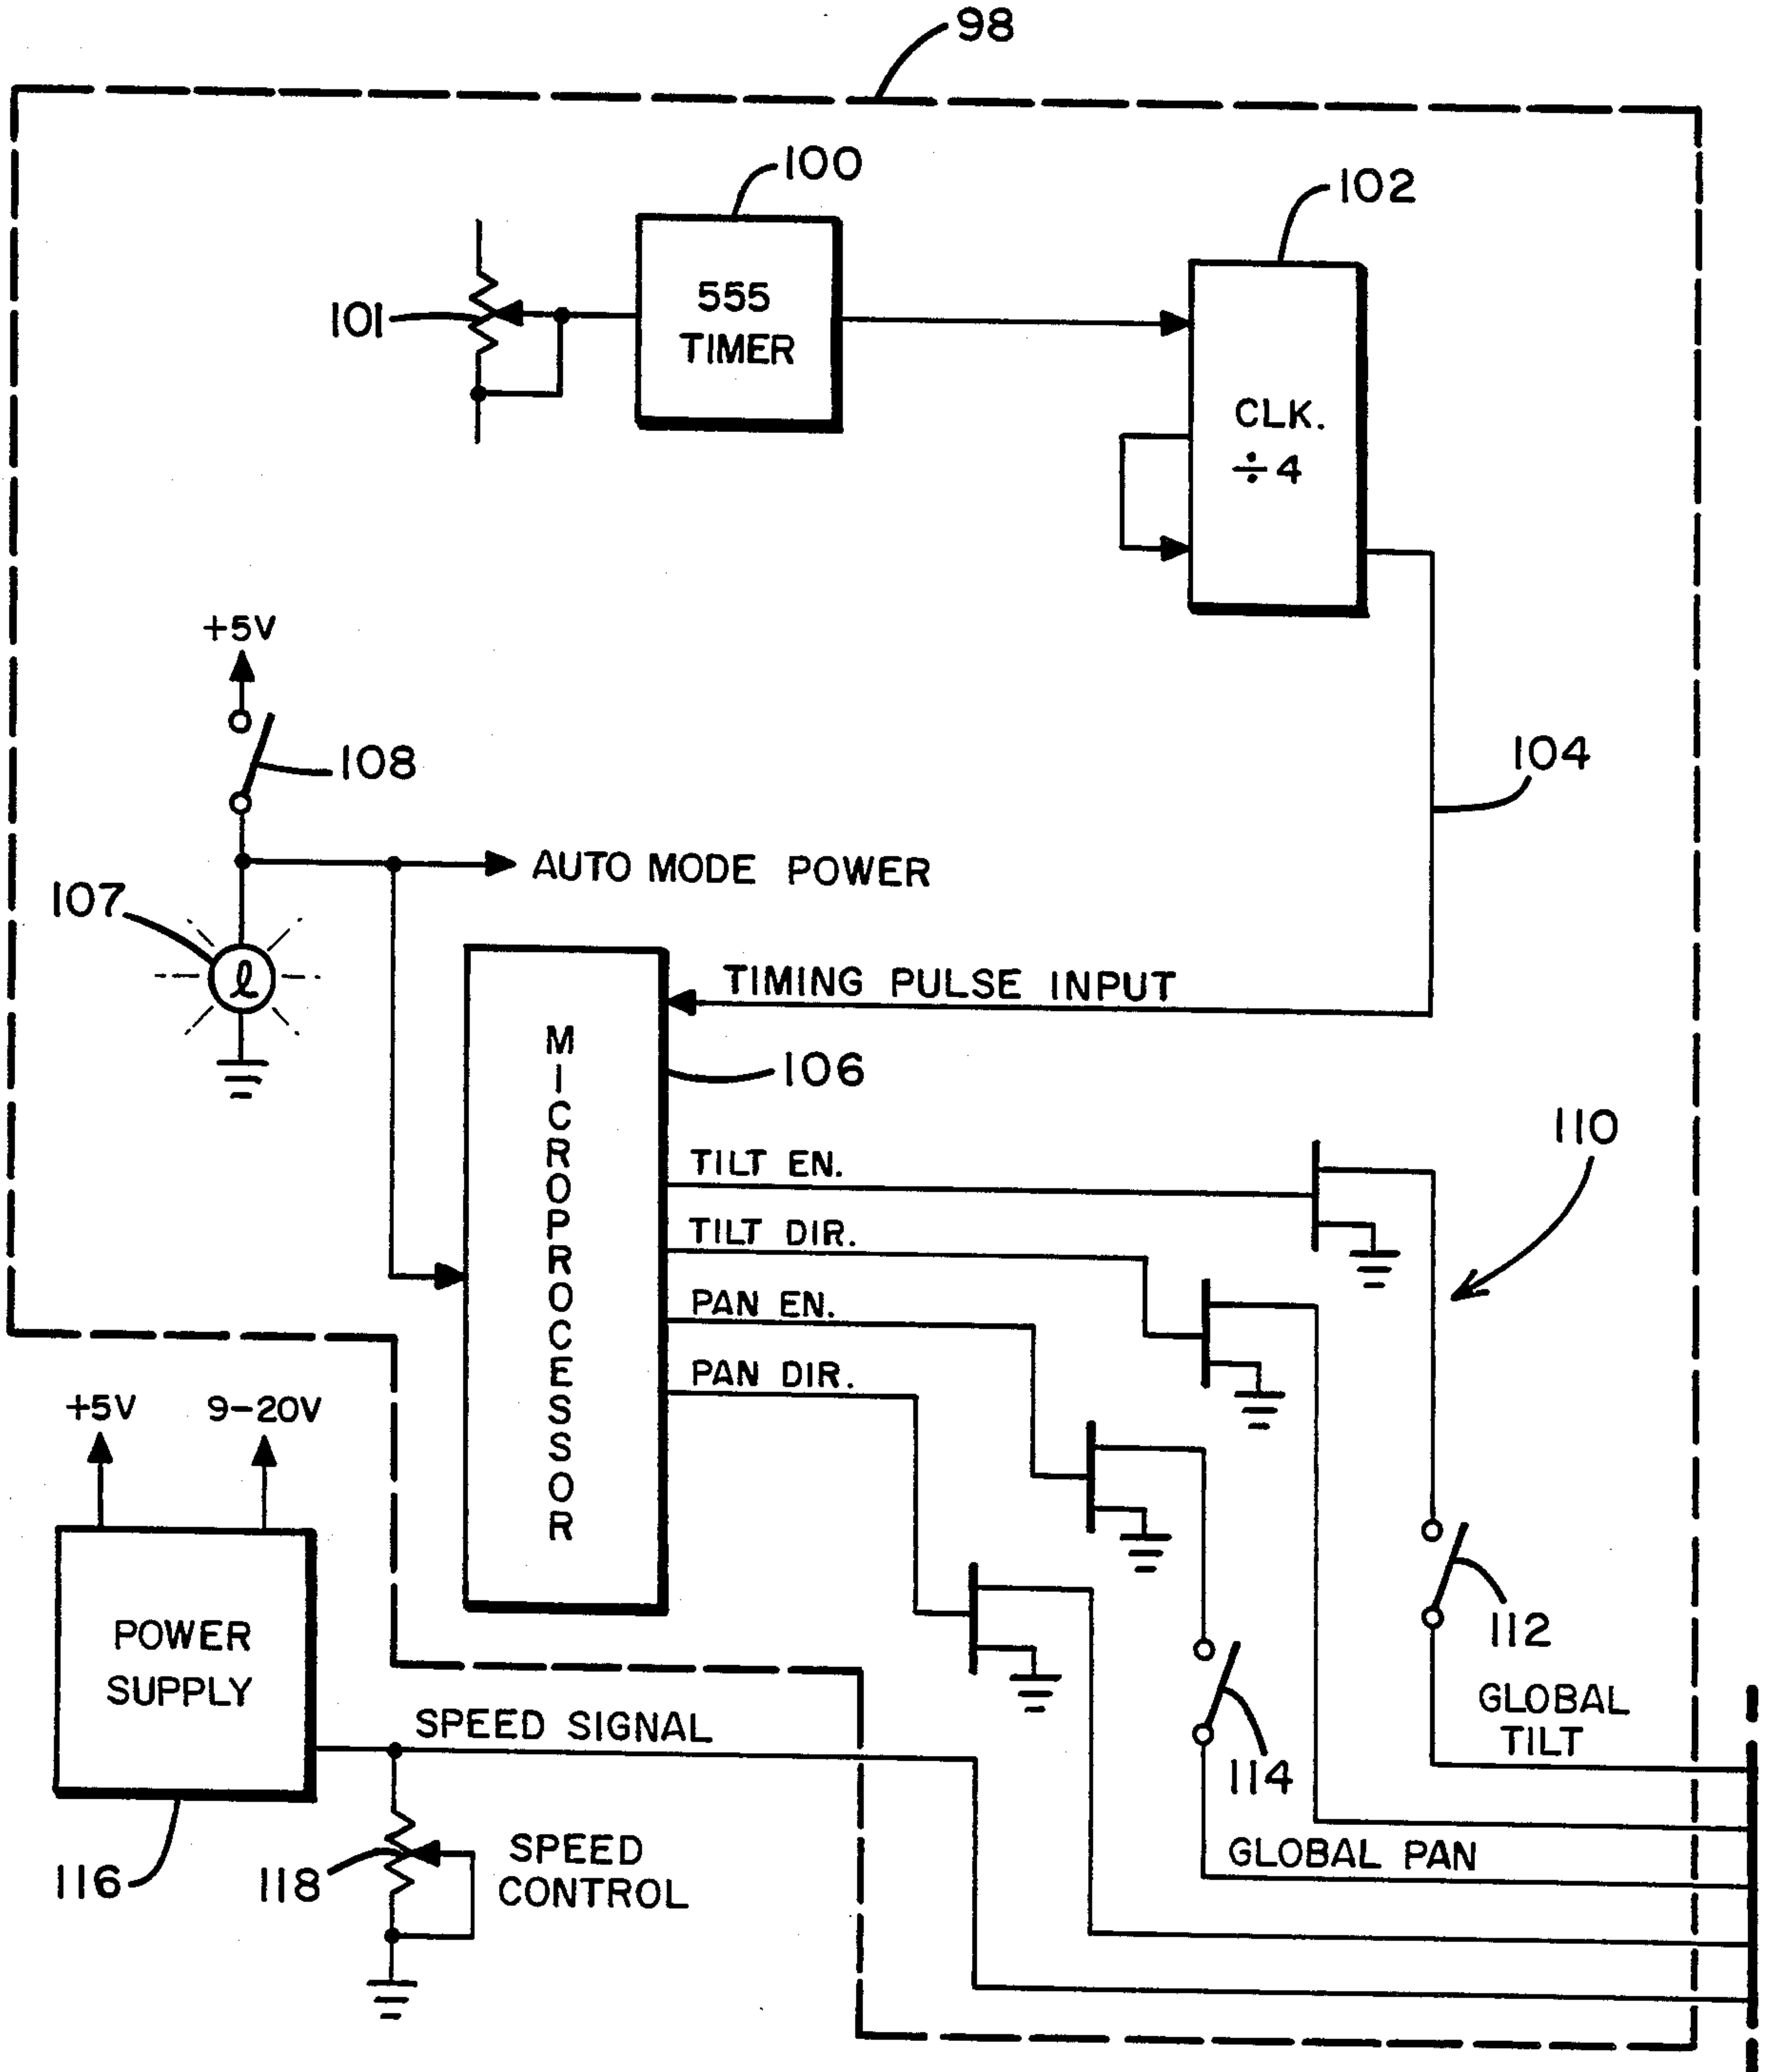 98
100
102
555
TIMER
101
CLK.
÷4
+5V
108
104
AUTO MODE POWER
107
ℓ
TIMING PULSE INPUT
MICROPROCESSOR
106
110
TILT EN.
TILT DIR.
PAN EN.
PAN DIR.
+5V
9-20V
POWER
SUPPLY
112
GLOBAL
TILT
SPEED SIGNAL
114
GLOBAL PAN
116
118
SPEED
CONTROL